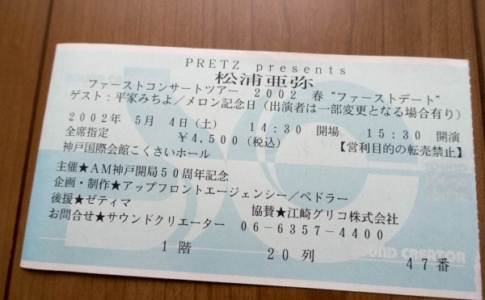 PRETZ presents
松浦亜弥
ファーストコンサートツアー 2002 春 “ファーストデート”
ゲスト：平家みちよ／メロン記念日（出演者は一部変更となる場合有り）
2002年 5月 4日（土） 14：30 開場 15：30 開演
全席指定 ￥4,500（税込）
神戸国際会館こくさいホール 【営利目的の転売禁止】
主催★AM神戸開局50周年記念
企画・制作★アップフロントエージェンシー／ペドラー
後援★ゼティマ 協賛★江崎グリコ株式会社
お問合せ★サウンドクリエーター 06-6357-4400
SOUND CREATOR
1階 20列 47番